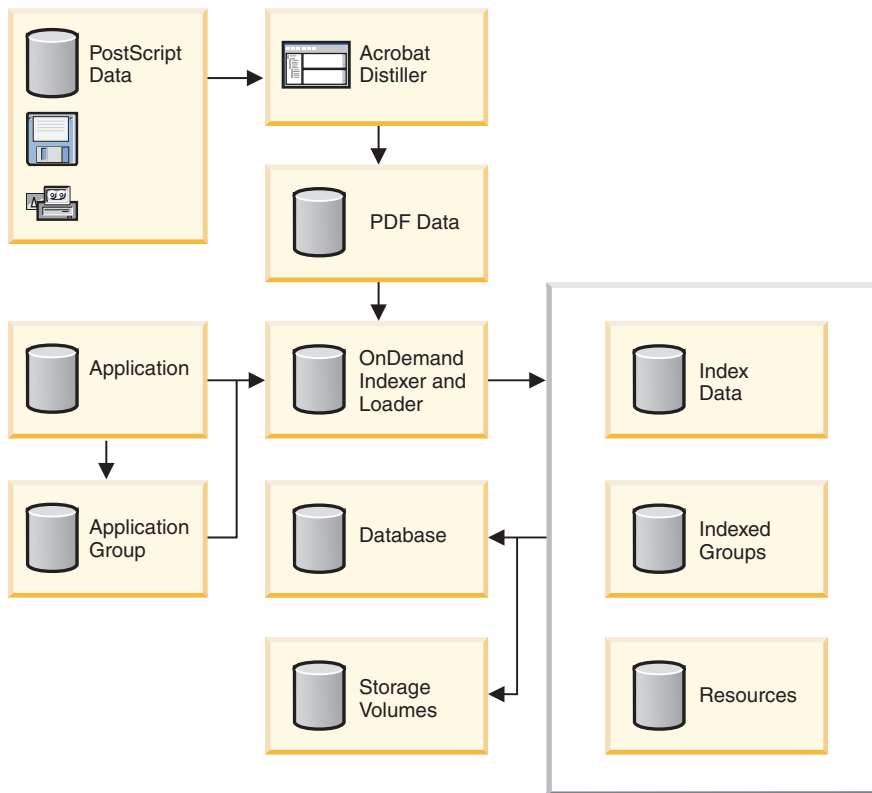 PostScript
Data
Acrobat
Distiller
PDF Data
Application
OnDemand
Indexer and
Loader
Index
Data
Application
Group
Database
Indexed
Groups
Storage
Volumes
Resources